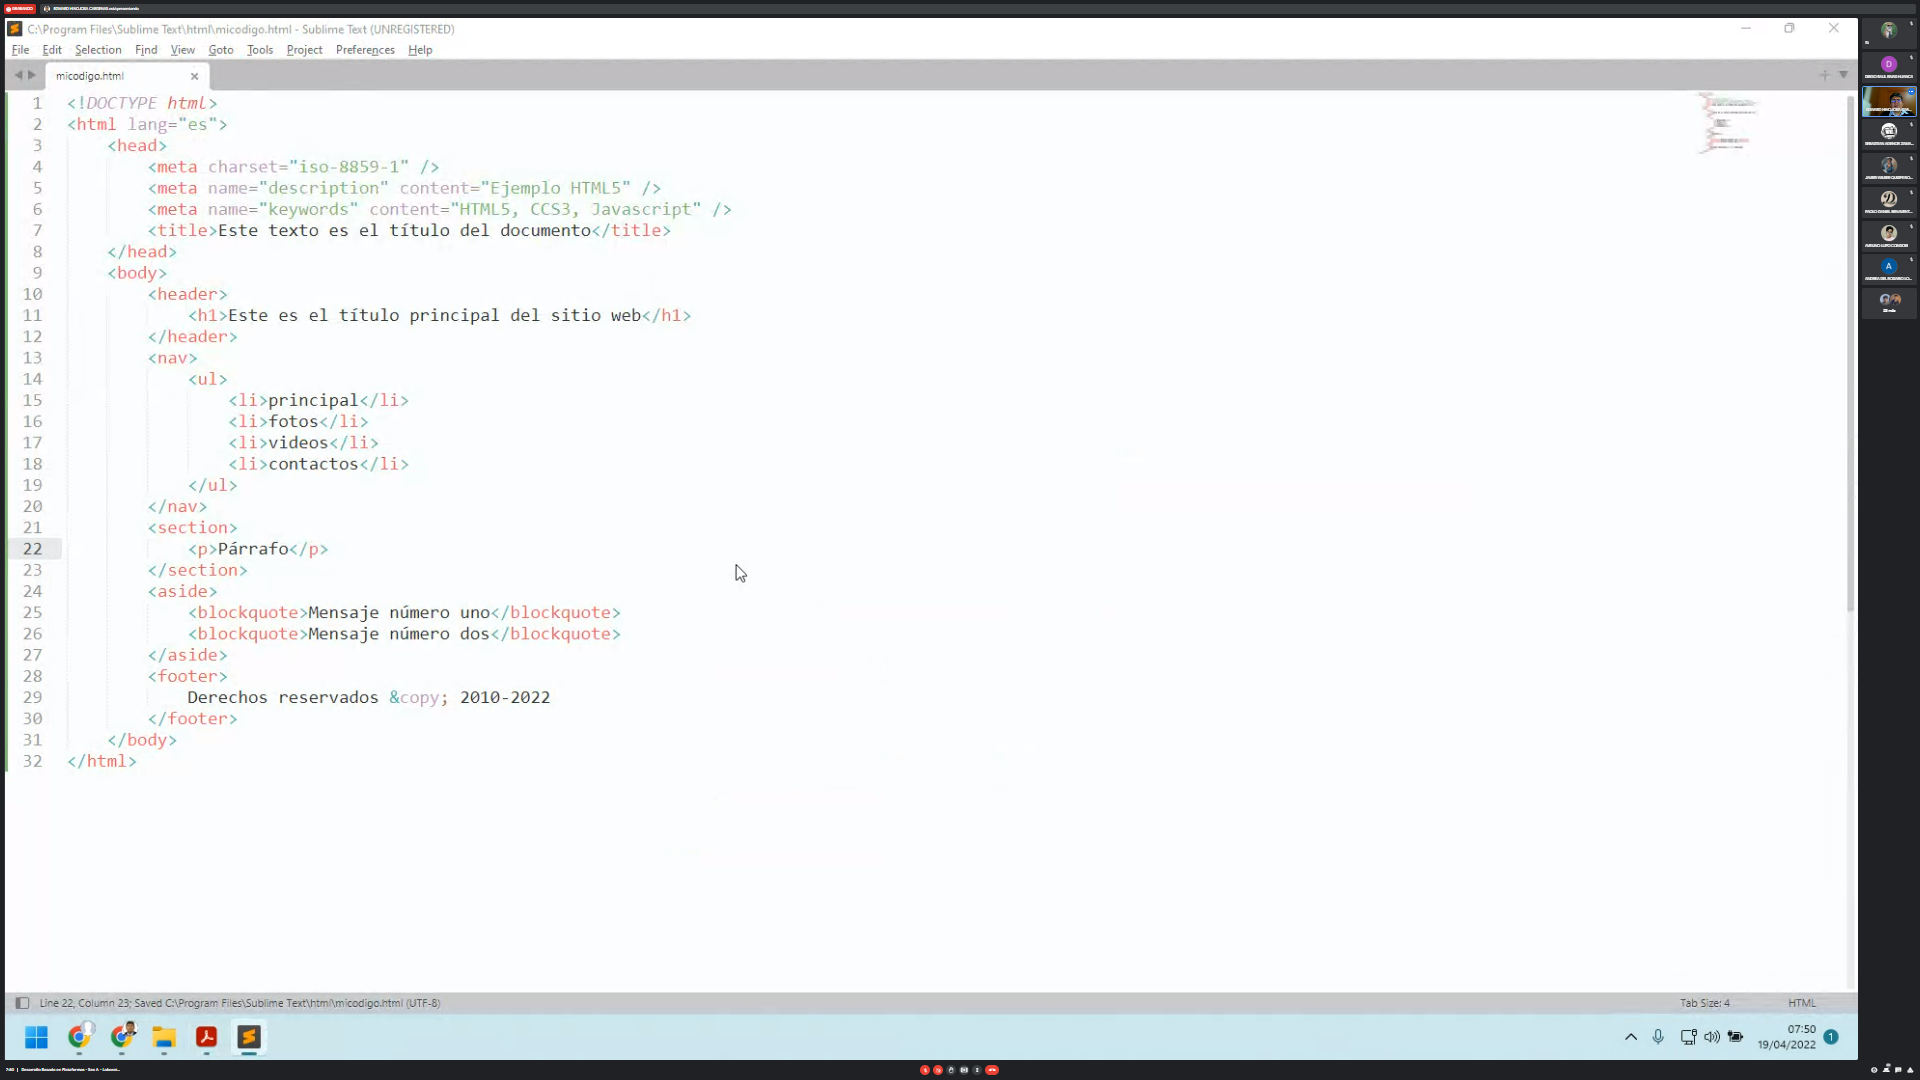 C:\Program Files\Sublime Text\html\micodigo.html - Sublime Text (UNREGISTERED)
File Edit Selection Find View Goto Tools Project Preferences Help
micodigo.html
1 <!DOCTYPE html>
2 <html lang="es">
3 <head>
4 <meta charset="iso-8859-1" />
5 <meta name="description" content="Ejemplo HTML5" />
6 <meta name="keywords" content="HTML5, CCS3, Javascript" />
7 <title>Este texto es el título del documento</title>
8 </head>
9 <body>
10 <header>
11 <h1>Este es el título principal del sitio web</h1>
12 </header>
13 <nav>
14 <ul>
15 <li>principal</li>
16 <li>fotos</li>
17 <li>videos</li>
18 <li>contactos</li>
19 </ul>
20 </nav>
21 <section>
22 <p>Párrafo</p>
23 </section>
24 <aside>
25 <blockquote>Mensaje número uno</blockquote>
26 <blockquote>Mensaje número dos</blockquote>
27 </aside>
28 <footer>
29 Derechos reservados &copy; 2010-2022
30 </footer>
31 </body>
32 </html>
Line 22, Column 23; Saved C:\Program Files\Sublime Text\html\micodigo.html (UTF-8)
Tab Size: 4
HTML
07:50
19/04/2022
1
D
A
7:50 | Desarrollo Basado en Plataformas - Sec A -